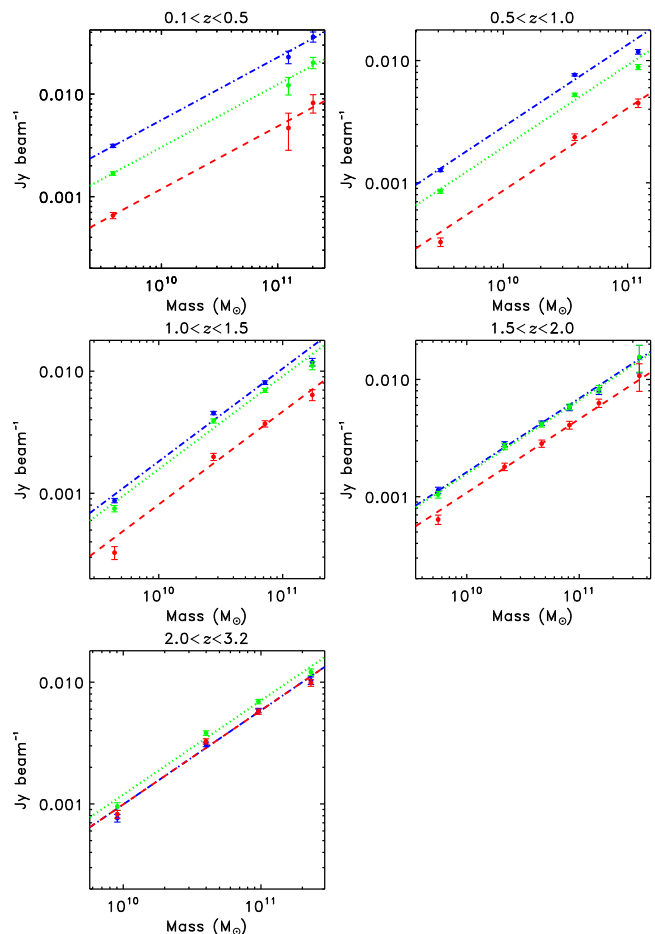 0.1<z<0.5
0.010
0.001
Jy beam⁻¹
10¹⁰ 10¹¹
Mass (M☉)
0.5<z<1.0
0.010
0.001
Jy beam⁻¹
10¹⁰ 10¹¹
Mass (M☉)
1.0<z<1.5
0.010
0.001
Jy beam⁻¹
10¹⁰ 10¹¹
Mass (M☉)
1.5<z<2.0
0.010
0.001
Jy beam⁻¹
10¹⁰ 10¹¹
Mass (M☉)
2.0<z<3.2
0.010
0.001
Jy beam⁻¹
10¹⁰ 10¹¹
Mass (M☉)